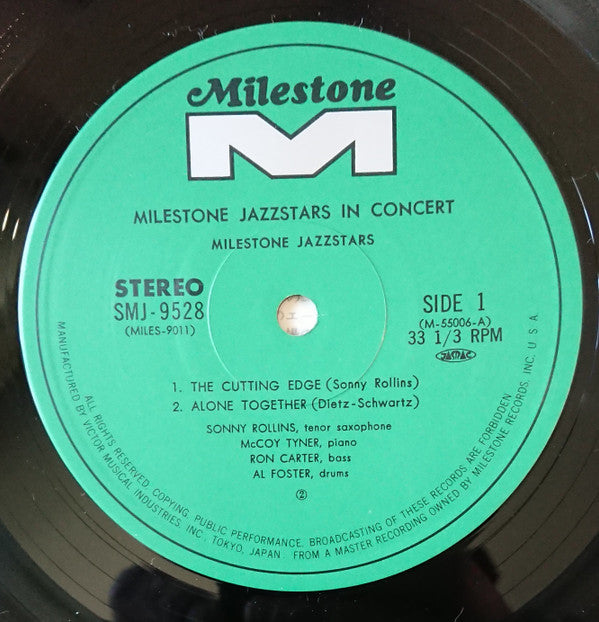 Milestone
M
MILESTONE JAZZSTARS IN CONCERT
MILESTONE JAZZSTARS
STEREO
SMJ-9528
(MILES-9011)
SIDE 1
(M-55006-A)
33 1/3 RPM
JASRAC
1. THE CUTTING EDGE (Sonny Rollins)
2. ALONE TOGETHER (Dietz-Schwartz)
SONNY ROLLINS, tenor saxophone
McCOY TYNER, piano
RON CARTER, bass
AL FOSTER, drums
②
ALL RIGHTS RESERVED. COPYING. PUBLIC PERFORMANCE. BROADCASTING OF THESE RECORDS ARE FORBIDDEN
MANUFACTURED BY VICTOR MUSICAL INDUSTRIES INC., TOKYO, JAPAN. FROM A MASTER RECORDING OWNED BY MILESTONE RECORDS, INC. U.S.A.